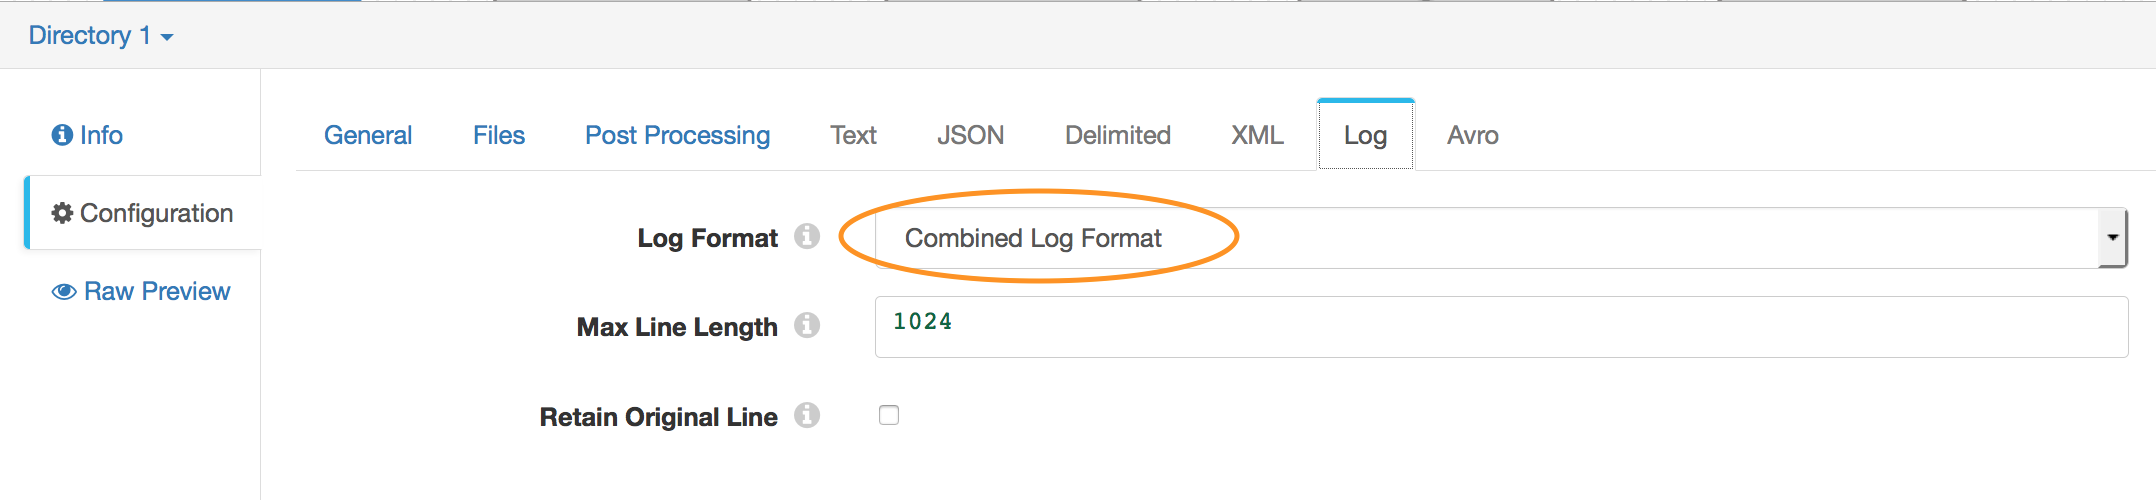 Directory 1
Info
Configuration
Raw Preview
General Files Post Processing Text JSON Delimited XML Log Avro
Log Format Combined Log Format
Max Line Length 1024
Retain Original Line